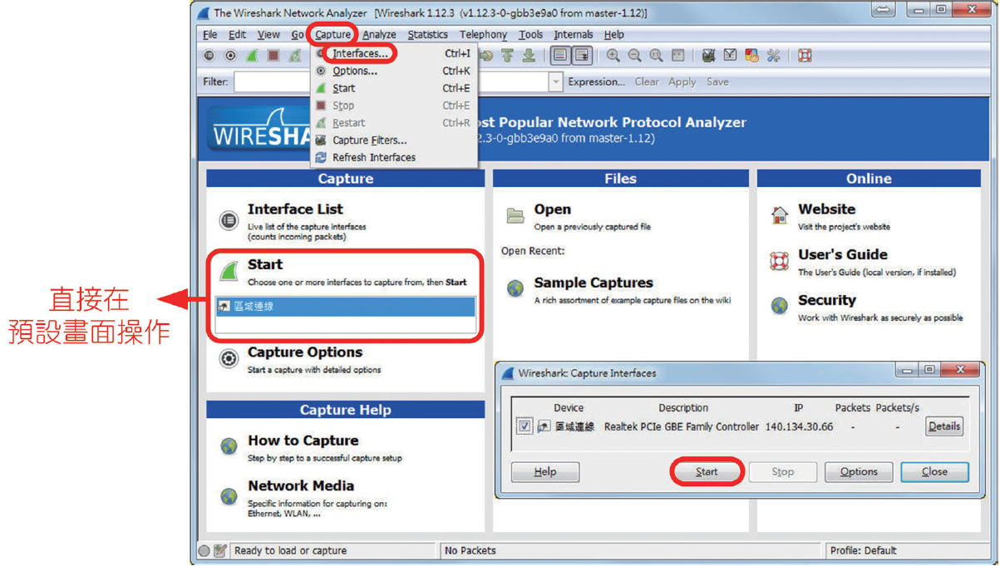 The Wireshark Network Analyzer [Wireshark 1.12.3 (v1.12.3-0-gbb3e9a0 from master-1.12)]
File Edit View Go Capture Analyze Statistics Telephony Tools Internals Help
Interfaces... Ctrl+I
Options... Ctrl+K
Start Ctrl+E
Stop Ctrl+E
Restart Ctrl+R
Capture Filters...
Refresh Interfaces
Filter: Expression... Clear Apply Save
WIRESHA
st Popular Network Protocol Analyzer
2.3-0-gbb3e9a0 from master-1.12)
Capture
Interface List
Live list of the capture interfaces
(counts incoming packets)
Start
Choose one or more interfaces to capture from, then Start
區域連線
Capture Options
Start a capture with detailed options
Capture Help
How to Capture
Step by step to a successful capture setup
Network Media
Specific information for capturing on:
Ethernet, WLAN, ...
Files
Open
Open a previously captured file
Open Recent:
Sample Captures
A rich assortment of example capture files on the wiki
Online
Website
Visit the project's website
User's Guide
The User's Guide (local version, if installed)
Security
Work with Wireshark as securely as possible
直接在
預設畫面操作
Wireshark: Capture Interfaces
Device Description IP Packets Packets/s
區域連線 Realtek PCIe GBE Family Controller 140.134.30.66 - - Details
Help Start Stop Options Close
Ready to load or capture No Packets Profile: Default